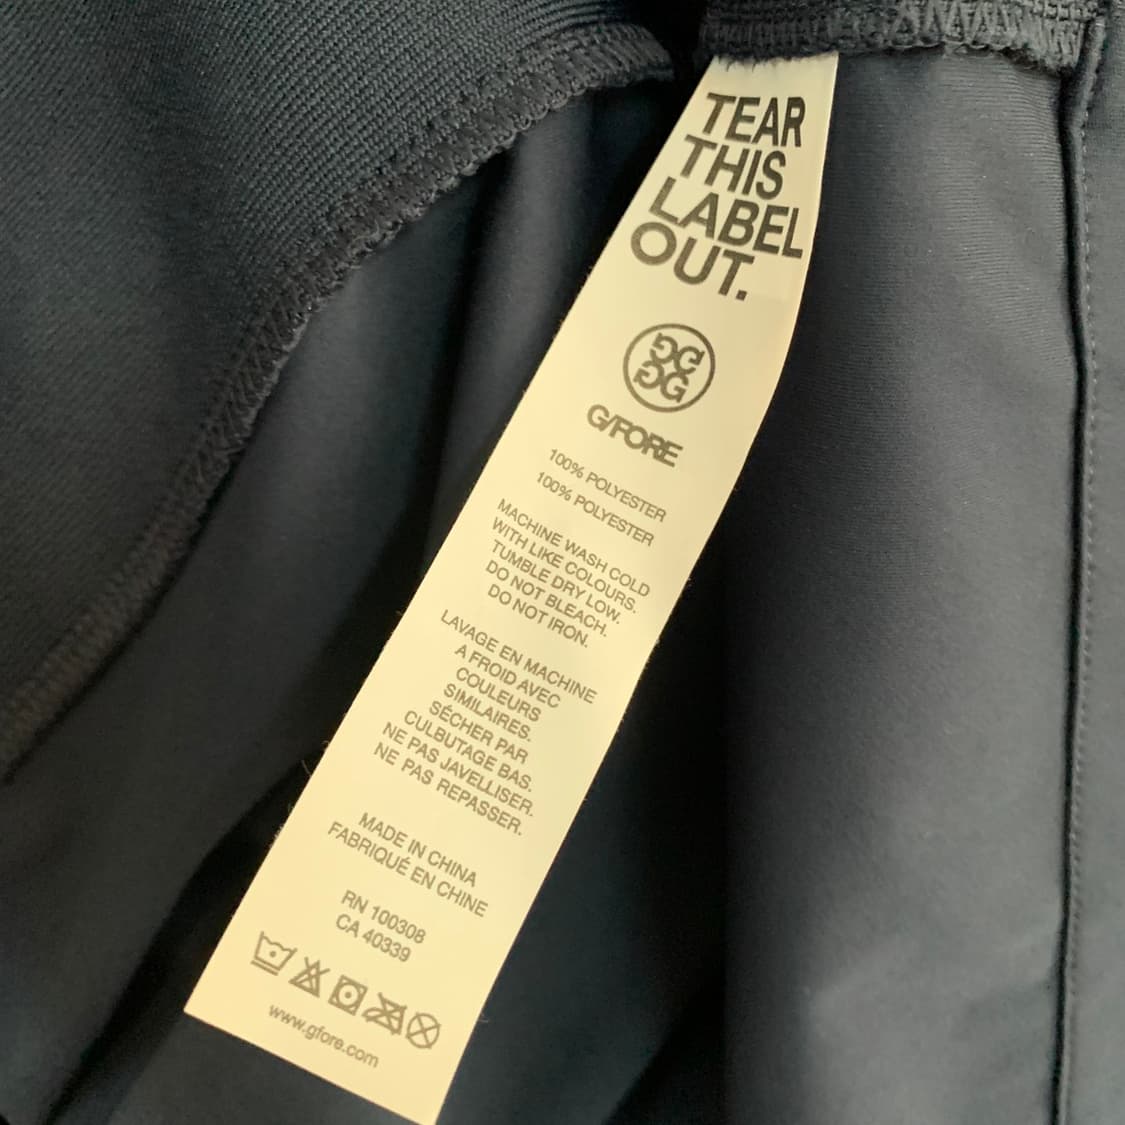 TEAR
THIS
LABEL
OUT.
G/FORE
100% POLYESTER
100% POLYESTER
MACHINE WASH COLD
WITH LIKE COLOURS.
TUMBLE DRY LOW.
DO NOT BLEACH.
DO NOT IRON.
LAVAGE EN MACHINE
A FROID AVEC
COULEURS
SIMILAIRES.
SÉCHER PAR
CULBUTAGE BAS.
NE PAS JAVELLISER.
NE PAS REPASSER.
MADE IN CHINA
FABRIQUÉ EN CHINE
RN 100308
CA 40339
www.gfore.com